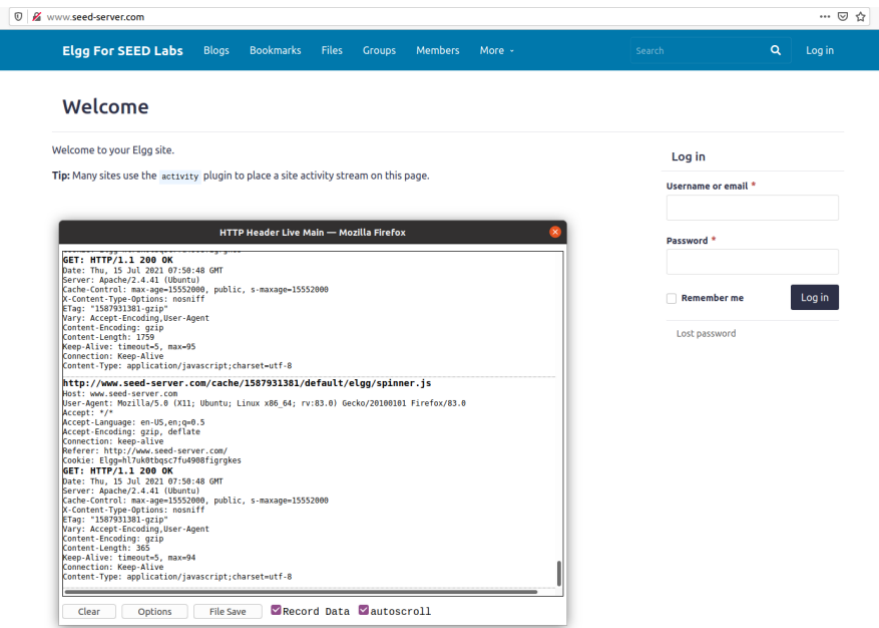 www.seed-server.com
Elgg For SEED Labs Blogs Bookmarks Files Groups Members More Search Log in
Welcome
Welcome to your Elgg site.
Tip: Many sites use the activity plugin to place a site activity stream on this page.
Log in
Username or email *
Password *
Remember me Log in
Lost password
HTTP Header Live Main — Mozilla Firefox
GET: HTTP/1.1 200 OK
Date: Thu, 15 Jul 2021 07:50:48 GMT
Server: Apache/2.4.41 (Ubuntu)
Cache-Control: max-age=15552000, public, s-maxage=15552000
X-Content-Type-Options: nosniff
ETag: "1587931381-gzip"
Vary: Accept-Encoding,User-Agent
Content-Encoding: gzip
Content-Length: 1759
Keep-Alive: timeout=5, max=95
Connection: Keep-Alive
Content-Type: application/javascript;charset=utf-8
http://www.seed-server.com/cache/1587931381/default/elgg/spinner.js
Host: www.seed-server.com
User-Agent: Mozilla/5.0 (X11; Ubuntu; Linux x86_64; rv:83.0) Gecko/20100101 Firefox/83.0
Accept: */*
Accept-Language: en-US,en;q=0.5
Accept-Encoding: gzip, deflate
Connection: keep-alive
Referer: http://www.seed-server.com/
Cookie: Elgg=hl7uk0tbqsc7fu4908figrgkes
GET: HTTP/1.1 200 OK
Date: Thu, 15 Jul 2021 07:50:48 GMT
Server: Apache/2.4.41 (Ubuntu)
Cache-Control: max-age=15552000, public, s-maxage=15552000
X-Content-Type-Options: nosniff
ETag: "1587931381-gzip"
Vary: Accept-Encoding,User-Agent
Content-Encoding: gzip
Content-Length: 365
Keep-Alive: timeout=5, max=94
Connection: Keep-Alive
Content-Type: application/javascript;charset=utf-8
Clear Options File Save Record Data autoscroll